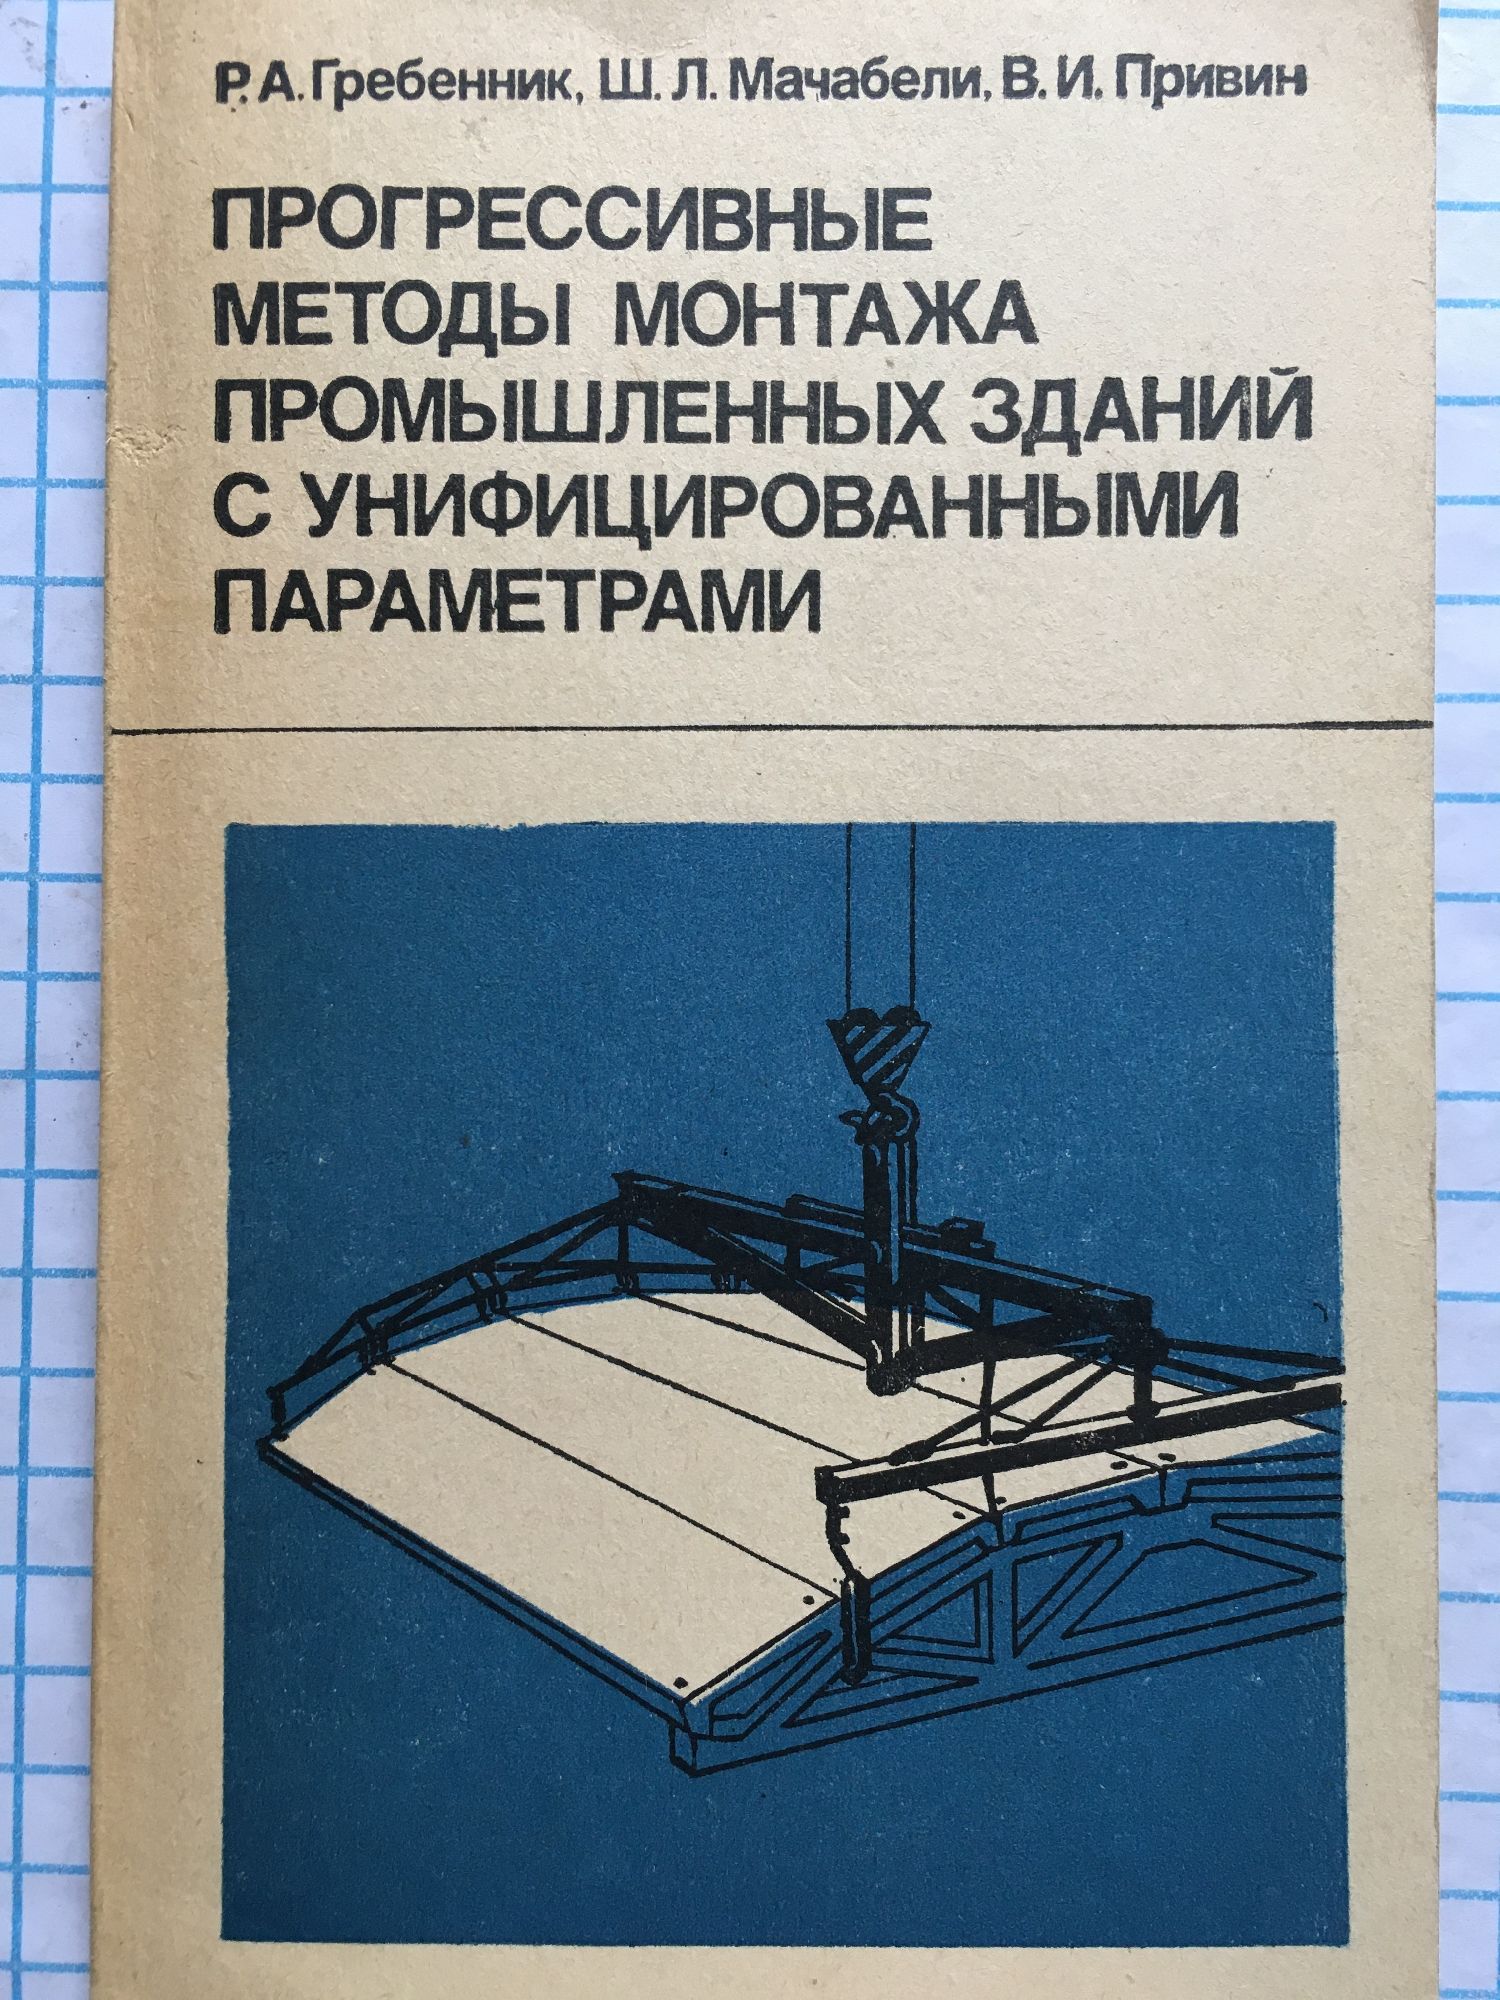 Р. А. Гребенник, Ш. Л. Мачабели, В. И. Привин
ПРОГРЕССИВНЫЕ
МЕТОДЫ МОНТАЖА
ПРОМЫШЛЕННЫХ ЗДАНИЙ
С УНИФИЦИРОВАННЫМИ
ПАРАМЕТРАМИ